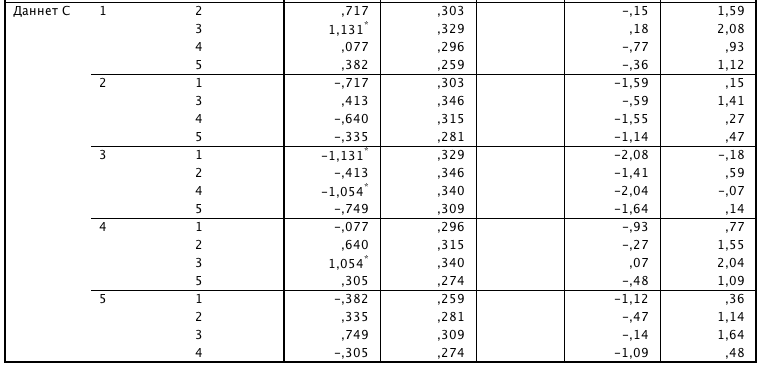 Даннет С 1 2 ,717 ,303 -,15 1,59
3 1,131* ,329 ,18 2,08
4 ,077 ,296 -,77 ,93
5 ,382 ,259 -,36 1,12
2 1 -,717 ,303 -1,59 ,15
3 ,413 ,346 -,59 1,41
4 -,640 ,315 -1,55 ,27
5 -,335 ,281 -1,14 ,47
3 1 -1,131* ,329 -2,08 -,18
2 -,413 ,346 -1,41 ,59
4 -1,054* ,340 -2,04 -,07
5 -,749 ,309 -1,64 ,14
4 1 -,077 ,296 -,93 ,77
2 ,640 ,315 -,27 1,55
3 1,054* ,340 ,07 2,04
5 ,305 ,274 -,48 1,09
5 1 -,382 ,259 -1,12 ,36
2 ,335 ,281 -,47 1,14
3 ,749 ,309 -,14 1,64
4 -,305 ,274 -1,09 ,48